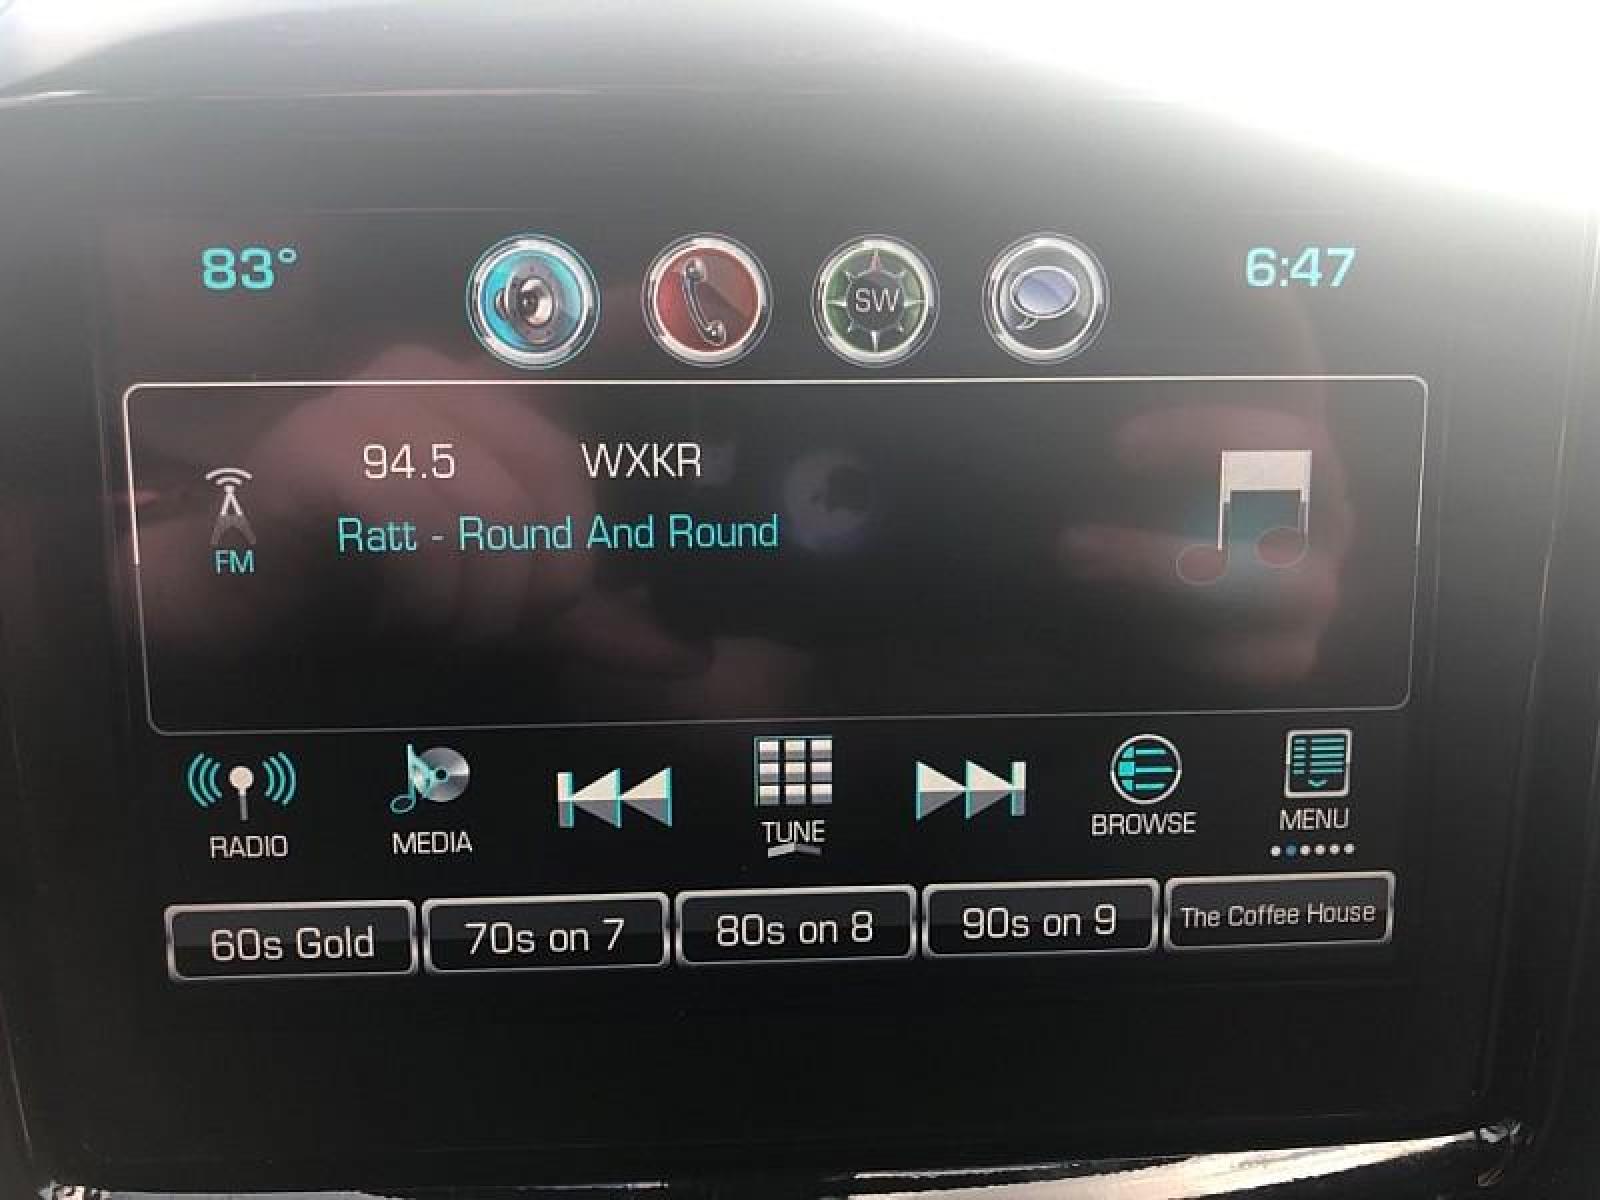 83° SW 6:47
94.5 WXKR
Ratt - Round And Round
FM
RADIO MEDIA TUNE BROWSE MENU
60s Gold 70s on 7 80s on 8 90s on 9 The Coffee House